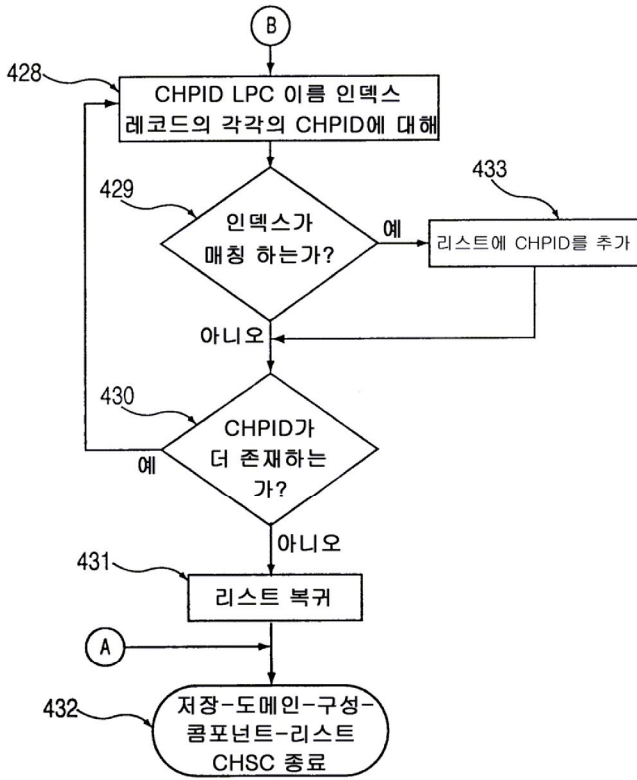 B
428
CHPID LPC 이름 인덱스
레코드의 각각의 CHPID에 대해
429
인덱스가
매칭 하는가?
예
433
리스트에 CHPID를 추가
아니오
430
CHPID가
더 존재하는
가?
예
아니오
431
리스트 복귀
A
432
저장-도메인-구성-
콤포넌트-리스트
CHSC 종료